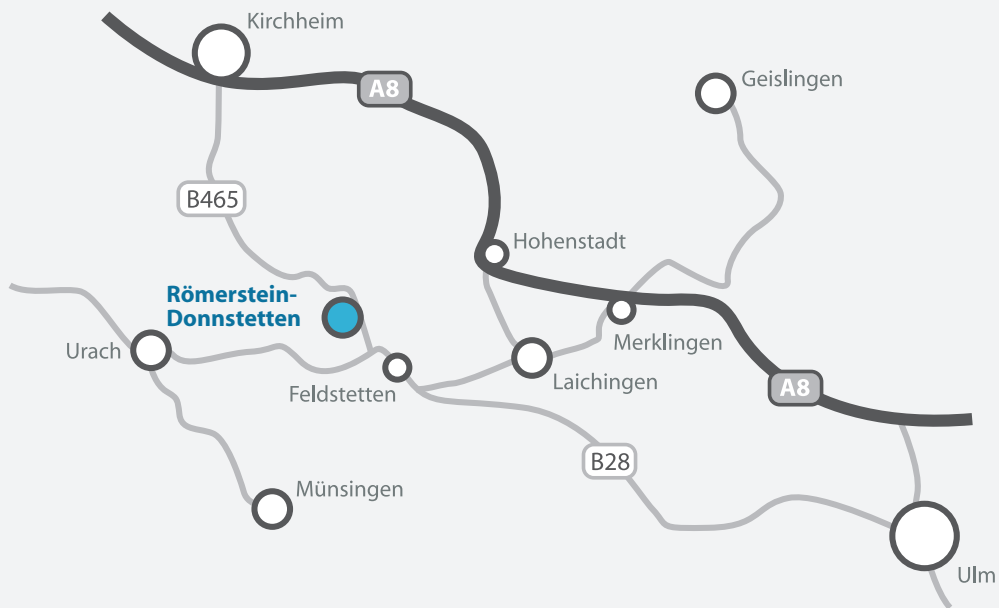 Kirchheim
A8
Geislingen
B465
Hohenstadt
Römerstein-
Donnstetten
Urach
Merklingen
Feldstetten
Laichingen
A8
B28
Münsingen
Ulm